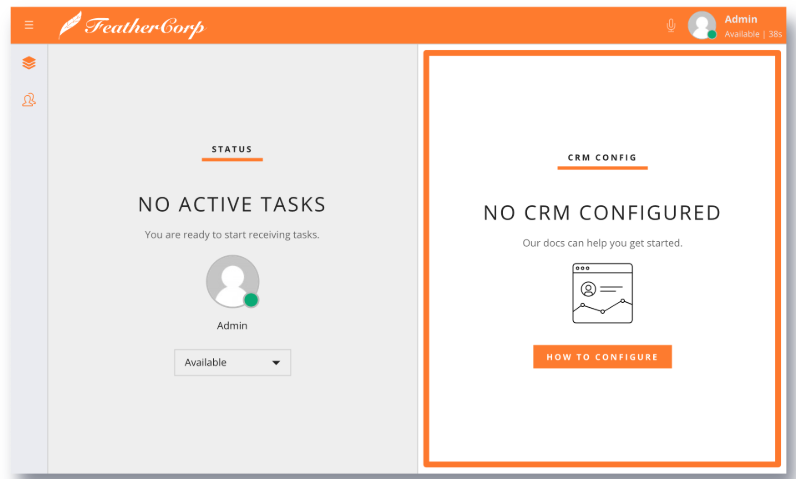 FeatherCorp
Admin
Available | 38s
STATUS
NO ACTIVE TASKS
You are ready to start receiving tasks.
Admin
Available
CRM CONFIG
NO CRM CONFIGURED
Our docs can help you get started.
HOW TO CONFIGURE